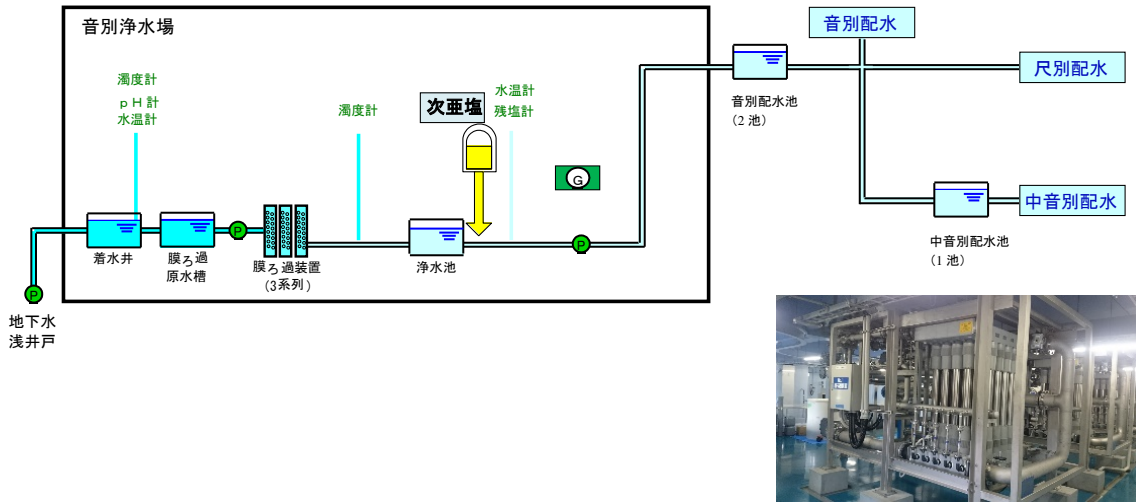 音別浄水場
濁度計
pH計
水温計
濁度計
次亜塩
水温計
残塩計
G
P
P
P
着水井
膜ろ過
原水槽
膜ろ過装置
(3系列)
浄水池
地下水
浅井戸
音別配水池
(2池)
音別配水
尺別配水
中音別配水
中音別配水池
(1池)